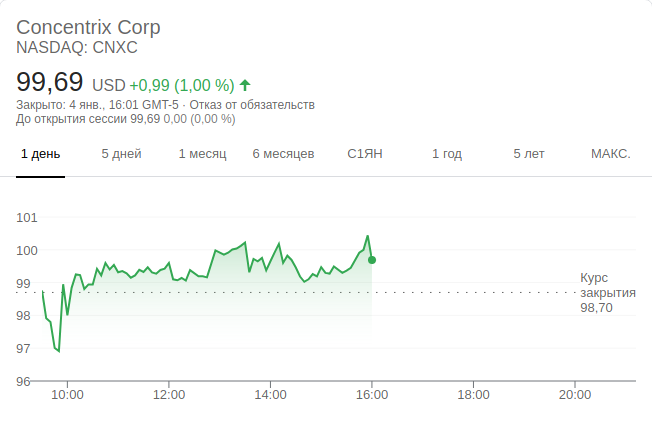 Concentrix Corp
NASDAQ: CNXC
99,69 USD +0,99 (1,00 %)
Закрыто: 4 янв., 16:01 GMT-5 · Отказ от обязательств
До открытия сессии 99,69 0,00 (0,00 %)
1 день 5 дней 1 месяц 6 месяцев С1ЯН 1 год 5 лет МАКС.
101
100
99
98
97
96
Курс
закрытия
98,70
10:00 12:00 14:00 16:00 18:00 20:00